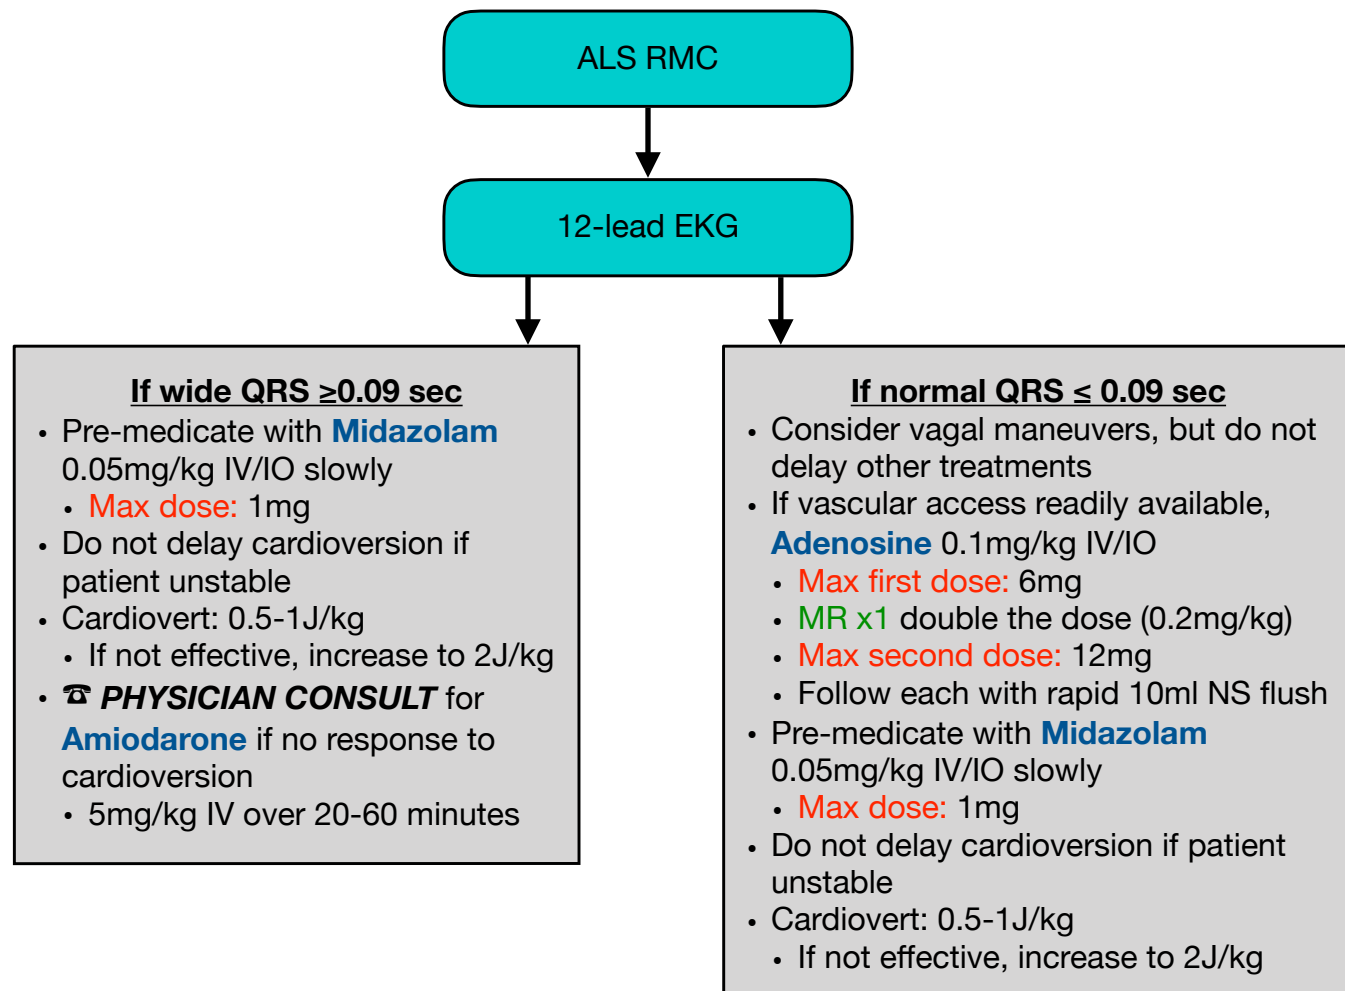 ALS RMC
12-lead EKG
If wide QRS ≥0.09 sec
• Pre-medicate with Midazolam
0.05mg/kg IV/IO slowly
• Max dose: 1mg
• Do not delay cardioversion if
patient unstable
• Cardiovert: 0.5-1J/kg
• If not effective, increase to 2J/kg
• ☎ PHYSICIAN CONSULT for
Amiodarone if no response to
cardioversion
• 5mg/kg IV over 20-60 minutes
If normal QRS ≤ 0.09 sec
• Consider vagal maneuvers, but do not
delay other treatments
• If vascular access readily available,
Adenosine 0.1mg/kg IV/IO
• Max first dose: 6mg
• MR x1 double the dose (0.2mg/kg)
• Max second dose: 12mg
• Follow each with rapid 10ml NS flush
• Pre-medicate with Midazolam
0.05mg/kg IV/IO slowly
• Max dose: 1mg
• Do not delay cardioversion if patient
unstable
• Cardiovert: 0.5-1J/kg
• If not effective, increase to 2J/kg